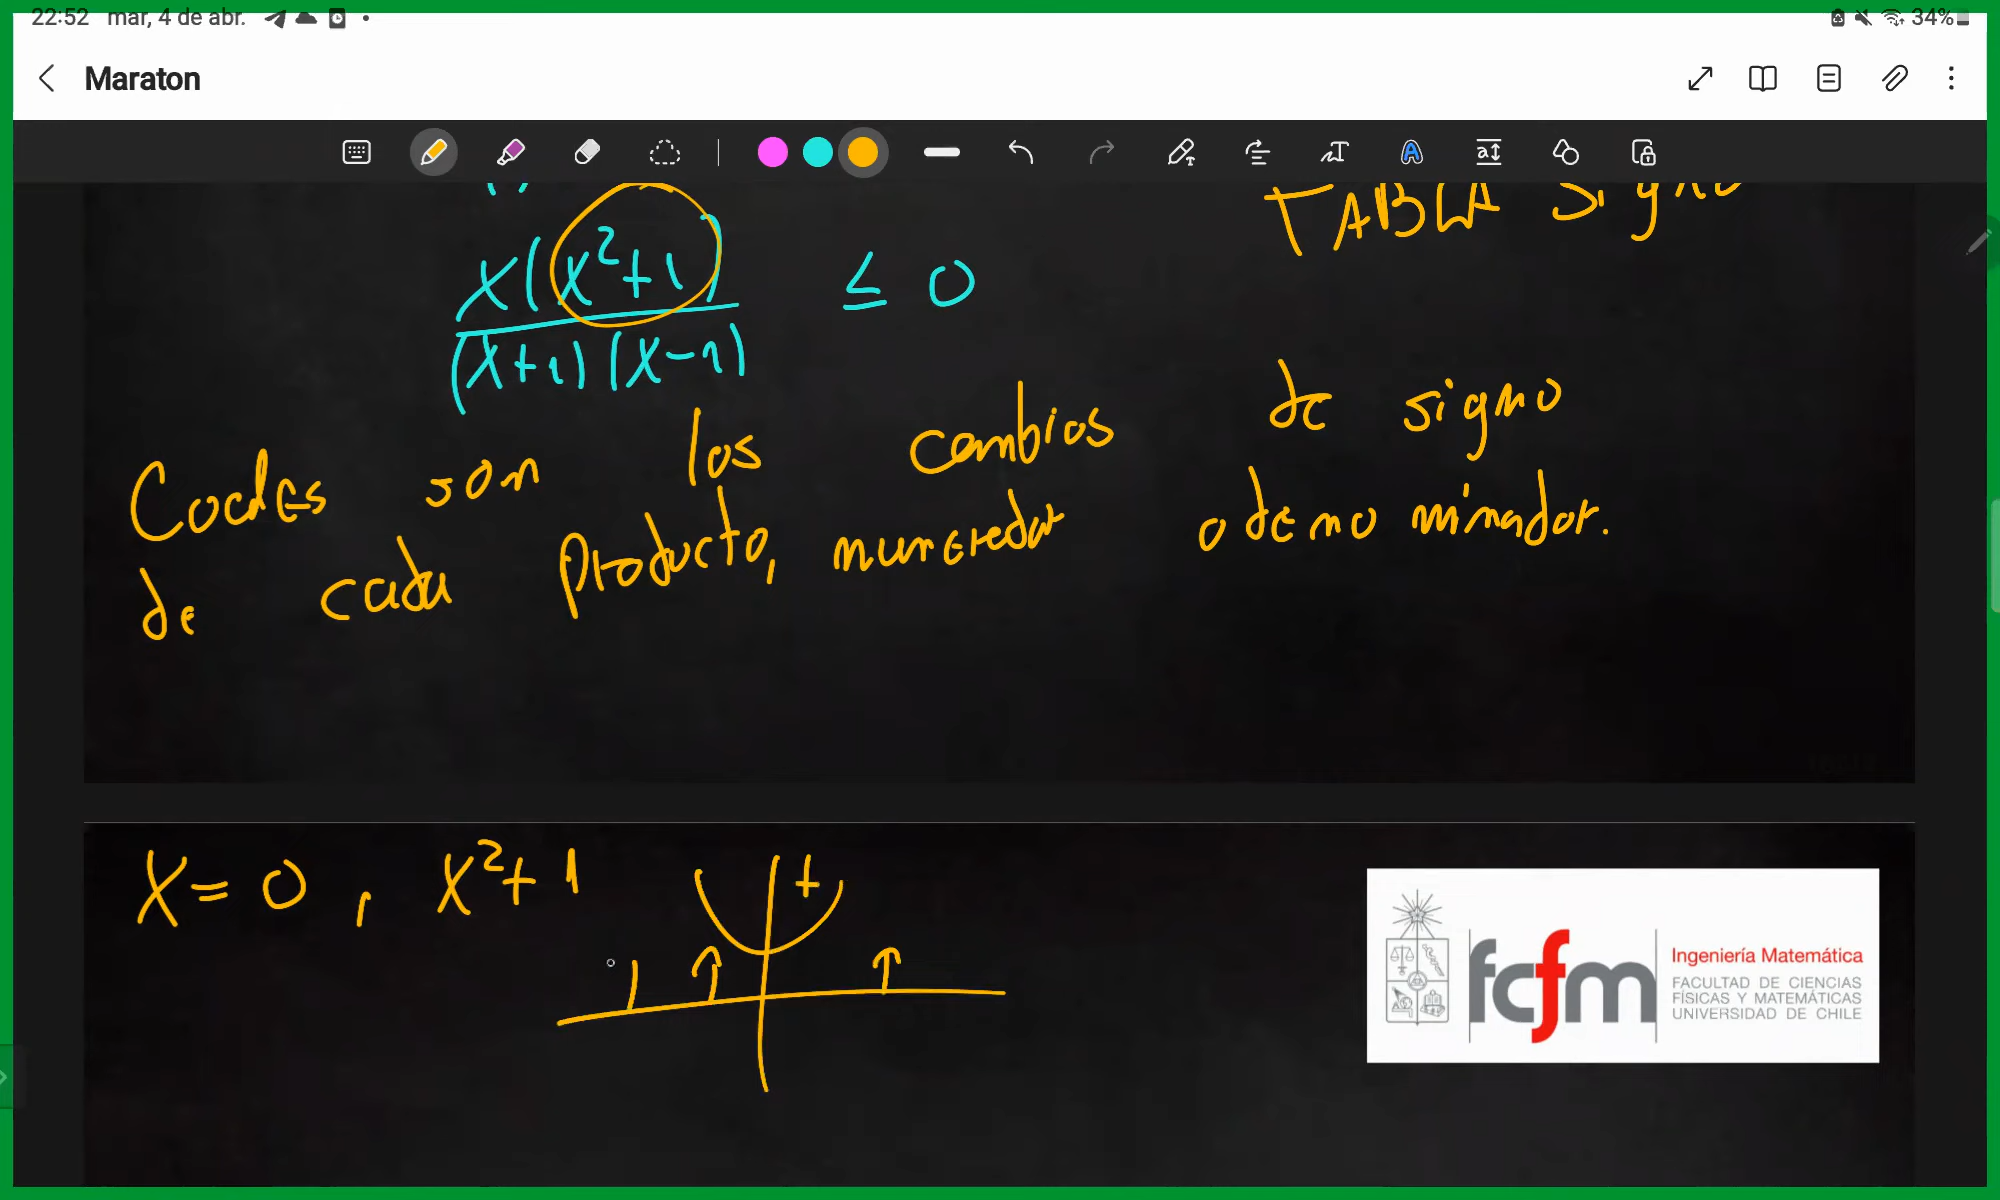 22:52 mar, 4 de abr. 34%
Maraton
TABLA Signo
x(x²+1) ≤ 0
(x+1)(x-1)
Cuales son los cambios de signo
de cada Producto, numerador o denominador.
X = 0 , X²+1 +
fcfm
Ingeniería Matemática
FACULTAD DE CIENCIAS
FÍSICAS Y MATEMÁTICAS
UNIVERSIDAD DE CHILE